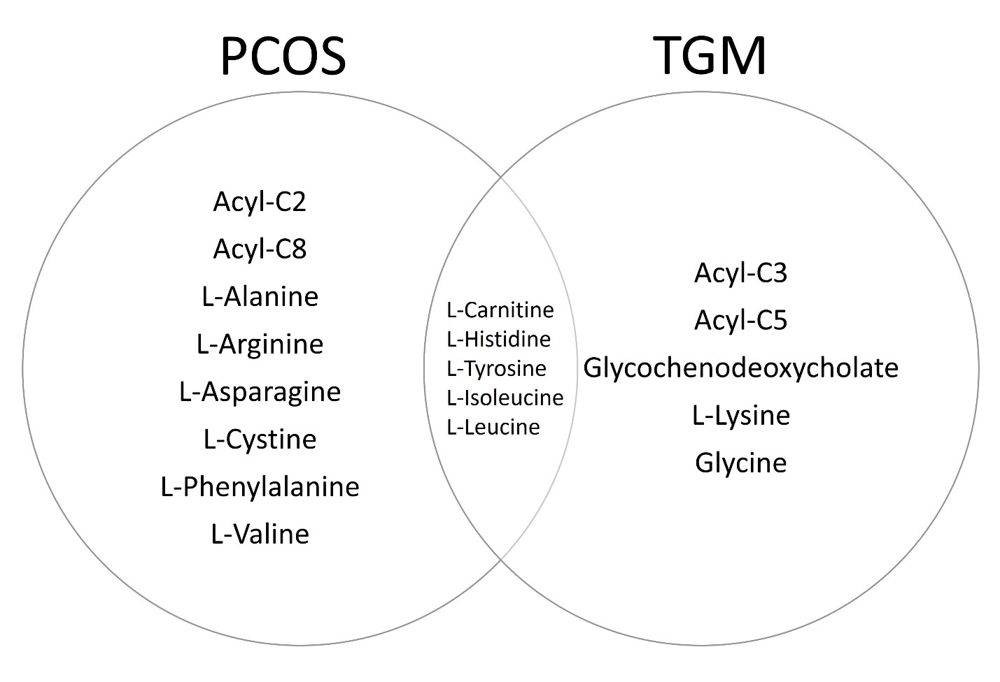 PCOS
TGM
Acyl-C2
Acyl-C8
L-Alanine
L-Arginine
L-Asparagine
L-Cystine
L-Phenylalanine
L-Valine
L-Carnitine
L-Histidine
L-Tyrosine
L-Isoleucine
L-Leucine
Acyl-C3
Acyl-C5
Glycochenodeoxycholate
L-Lysine
Glycine